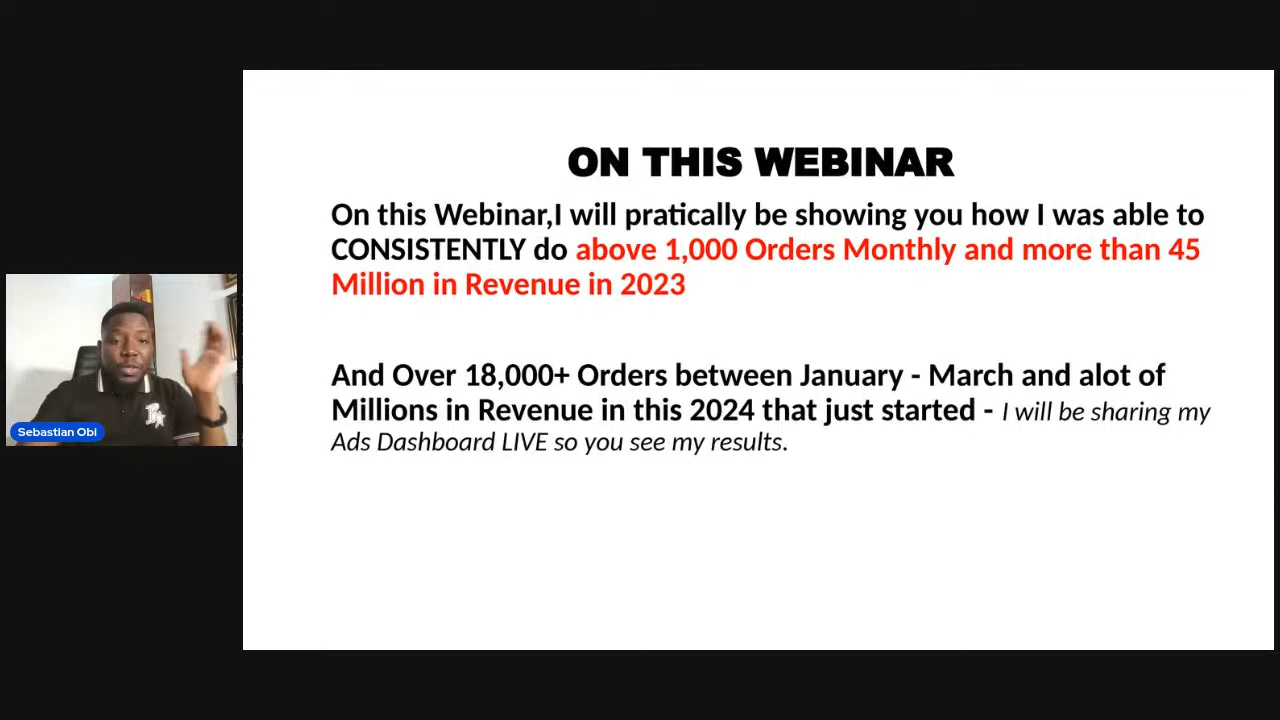 ON THIS WEBINAR
On this Webinar,I will pratically be showing you how I was able to
CONSISTENTLY do above 1,000 Orders Monthly and more than 45
Million in Revenue in 2023
And Over 18,000+ Orders between January - March and alot of
Millions in Revenue in this 2024 that just started - I will be sharing my
Ads Dashboard LIVE so you see my results.
Sebastian Obi